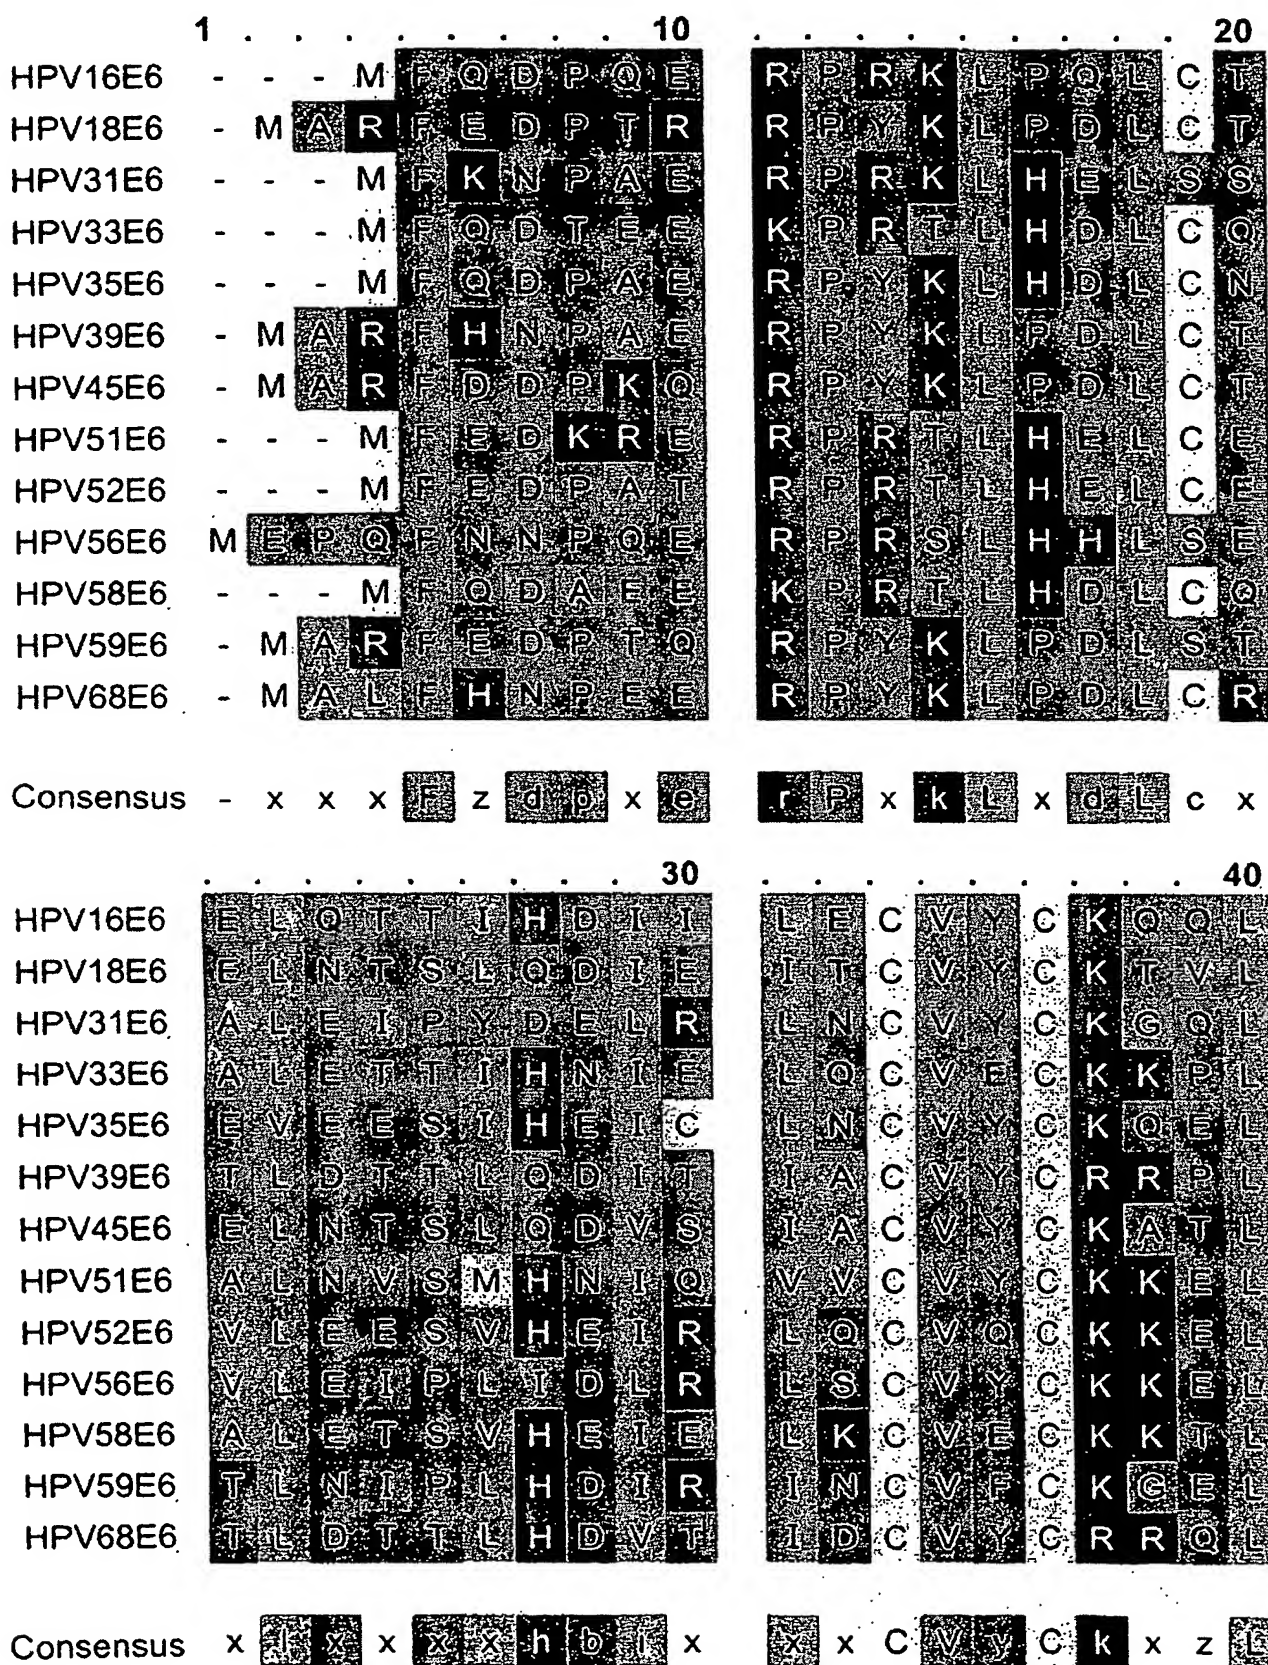 1 . . . . . . . . 10 . . . . . . . . . 20
HPV16E6 - - - M F Q D P Q E R P R K L P Q L C T
HPV18E6 - M A R F E D P T R R P Y K L P D L C T
HPV31E6 - - - M F K N P A E R P R K L H E L S S
HPV33E6 - - - M F Q D T E E K P R T L H D L C Q
HPV35E6 - - - M F Q D P A E R P Y K L H D L C N
HPV39E6 - M A R F H N P A E R P Y K L P D L C T
HPV45E6 - M A R F D D P K Q R P Y K L P D L C T
HPV51E6 - - - M F E D K R E R P R T L H E L C E
HPV52E6 - - - M F E D P A T R P R T L H E L C E
HPV56E6 M E P Q F N N P Q E R P R S L H H L S E
HPV58E6 - - - M F Q D A E E K P R T L H D L C Q
HPV59E6 - M A R F E D P T Q R P Y K L P D L S T
HPV68E6 - M A L F H N P E E R P Y K L P D L C R
Consensus - x x x F z d p x e r P x k L x d L c x
. . . . . . . . . 30 . . . . . . . . . 40
HPV16E6 E L Q T T I H D I I L E C V Y C K Q Q L
HPV18E6 E L N T S L Q D I E I T C V Y C K T V L
HPV31E6 A L E I P Y D E L R L N C V Y C K G Q L
HPV33E6 A L E T T I H N I E L Q C V E C K K P L
HPV35E6 E V E E S I H E I C L N C V Y C K Q E L
HPV39E6 T L D T T L Q D I T I A C V Y C R R P L
HPV45E6 E L N T S L Q D V S I A C V Y C K A T L
HPV51E6 A L N V S M H N I Q V V C V Y C K K E L
HPV52E6 V L E E S V H E I R L Q C V Q C K K E L
HPV56E6 V L E I P L I D L R L S C V Y C K K E L
HPV58E6 A L E T S V H E I E L K C V E C K K T L
HPV59E6 T L N I P L H D I R I N C V F C K G E L
HPV68E6 T L D T T L H D V T I D C V Y C R R Q L
Consensus x l x x x x h b i x x x C V y C k x z L